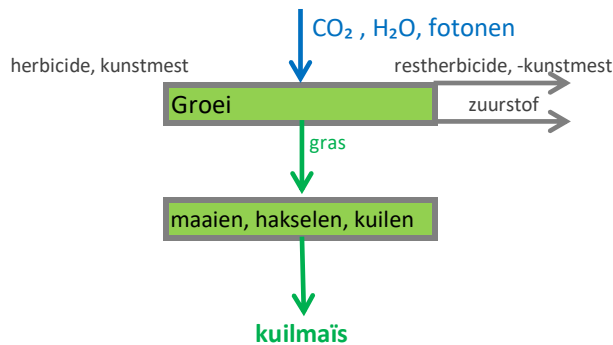 CO₂ , H₂O, fotonen
herbicide, kunstmest
restherbicide, -kunstmest
Groei
zuurstof
gras
maaien, hakselen, kuilen
kuilmaïs